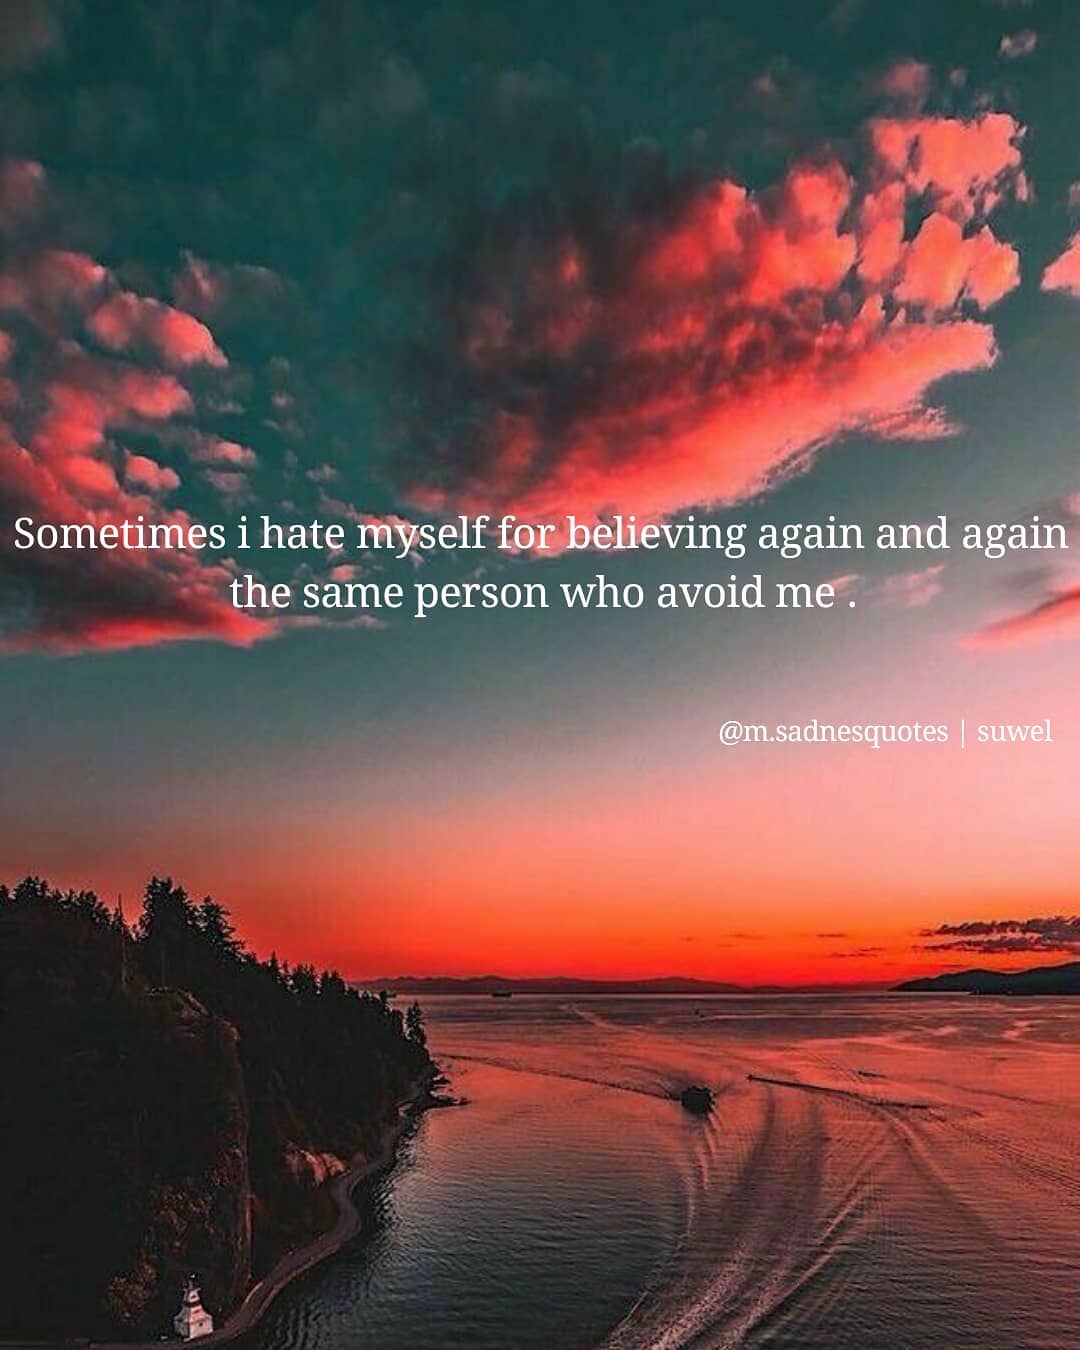 Sometimes i hate myself for believing again and again
the same person who avoid me .
@m.sadnesquotes | suwel